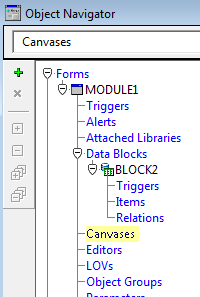 Object Navigator
Canvases
Forms
MODULE1
Triggers
Alerts
Attached Libraries
Data Blocks
BLOCK2
Triggers
Items
Relations
Canvases
Editors
LOVs
Object Groups